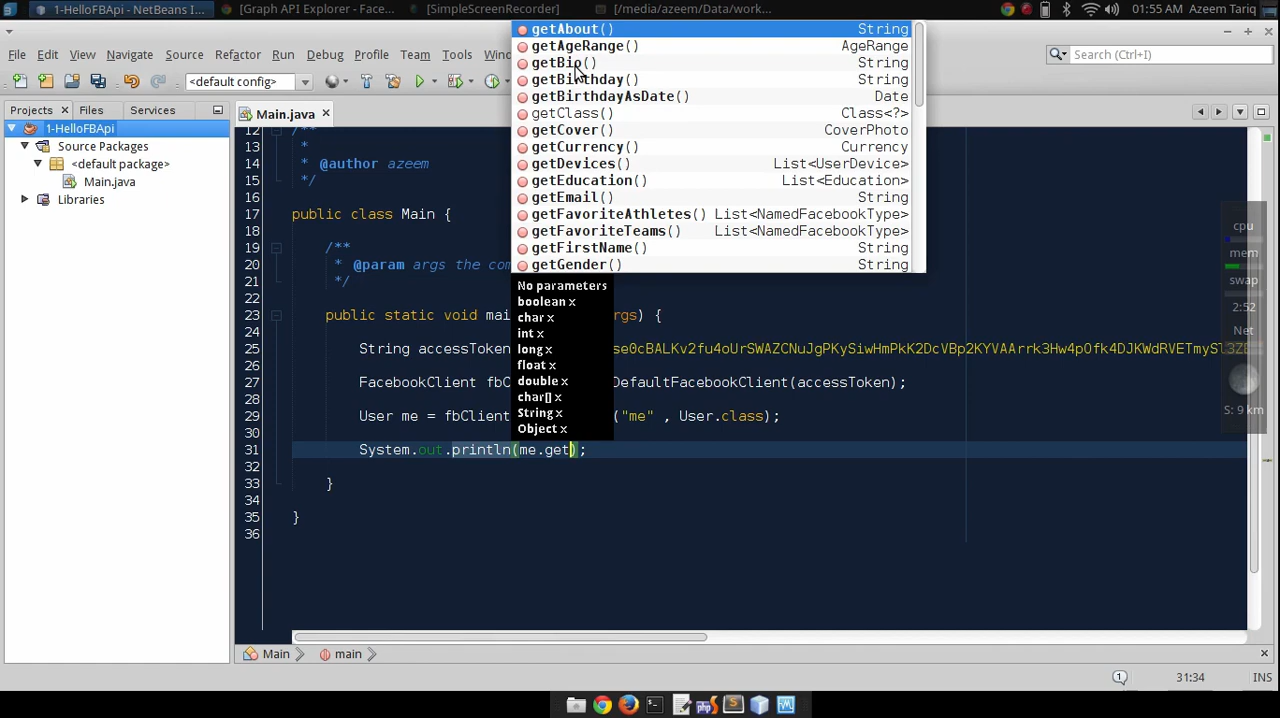 1-HelloFBApi - NetBeans I...
[Graph API Explorer - Face...
[SimpleScreenRecorder]
[/media/azeem/Data/work...
01:55 AM Azeem Tariq
File Edit View
Source Refactor Run Debug Profile Team Tools
Search (Ctrl+I)
<default config>
Projects Files Services
Main.java
1-HelloFBApi
Source Packages
<default package>
Main.java
Libraries
12 /**
13 *
14 * @author azeem
15 */
16
17 public class Main {
18
19 /**
20 * @param args the com
21 */
22
23 public static void mai rgs) {
24
25 String accessToken se0cBALKv2fu4oUrSWAZCNuJgPKySiwHmPkK2DcVBp2KYVAArrk3Hw4pOfk4DJKWdRVETmySl3ZE
26
27 FacebookClient fbC DefaultFacebookClient(accessToken);
28
29 User me = fbClient ("me" , User.class);
30
31 System.out.println(me.get);
32
33 }
34
35 }
36
getAbout() String
getAgeRange() AgeRange
getBio() String
getBirthday() String
getBirthdayAsDate() Date
getClass() Class<?>
getCover() CoverPhoto
getCurrency() Currency
getDevices() List<UserDevice>
getEducation() List<Education>
getEmail() String
getFavoriteAthletes() List<NamedFacebookType>
getFavoriteTeams() List<NamedFacebookType>
getFirstName() String
getGender() String
No parameters
boolean x
char x
int x
long x
float x
double x
char[] x
String x
Object x
cpu
mem
swap
2:52
Net
S: 9 km
Main main
1 31:34 INS